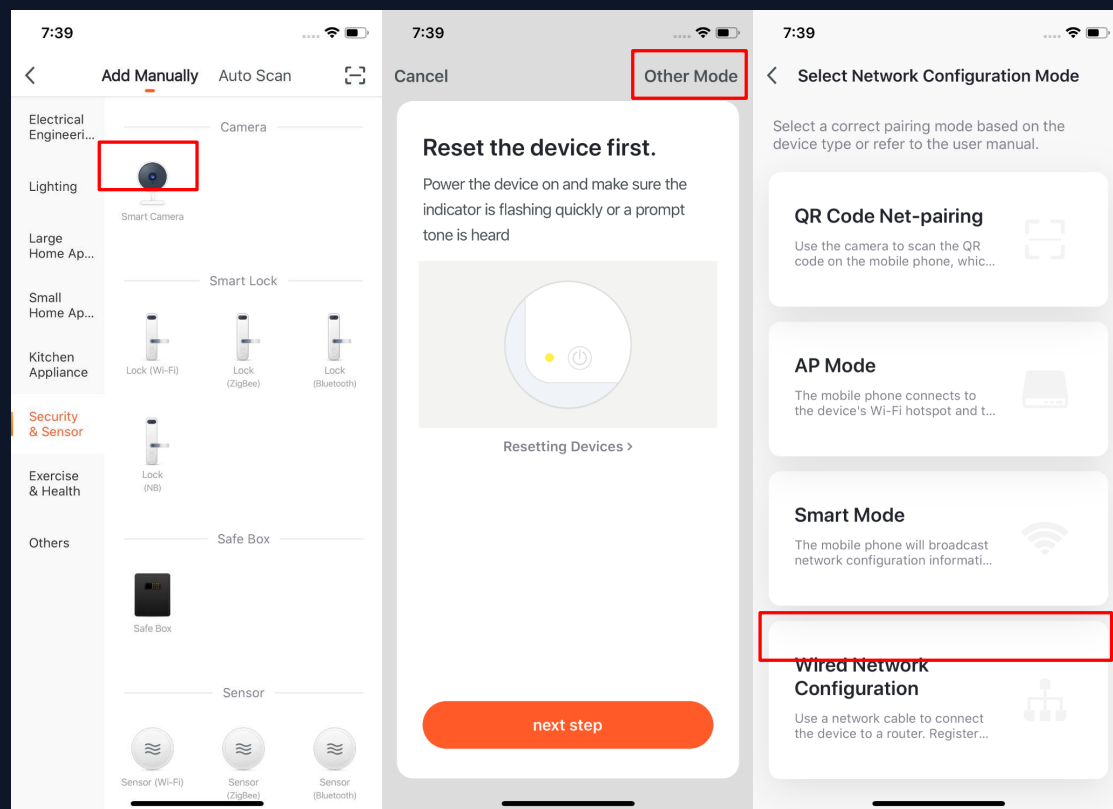 7:39
Add Manually
Auto Scan
Electrical
Engineeri...
Lighting
Large
Home Ap...
Small
Home Ap...
Kitchen
Appliance
Security
& Sensor
Exercise
& Health
Others
Camera
Smart Camera
Smart Lock
Lock (Wi-Fi)
Lock
(ZigBee)
Lock
(Bluetooth)
Lock
(NB)
Safe Box
Safe Box
Sensor
Sensor (Wi-Fi)
Sensor
(ZigBee)
Sensor
(Bluetooth)
7:39
Cancel
Other Mode
Reset the device first.
Power the device on and make sure the
indicator is flashing quickly or a prompt
tone is heard
Resetting Devices >
next step
7:39
Select Network Configuration Mode
Select a correct pairing mode based on the
device type or refer to the user manual.
QR Code Net-pairing
Use the camera to scan the QR
code on the mobile phone, whic...
AP Mode
The mobile phone connects to
the device's Wi-Fi hotspot and t...
Smart Mode
The mobile phone will broadcast
network configuration informati...
Wired Network
Configuration
Use a network cable to connect
the device to a router. Register...